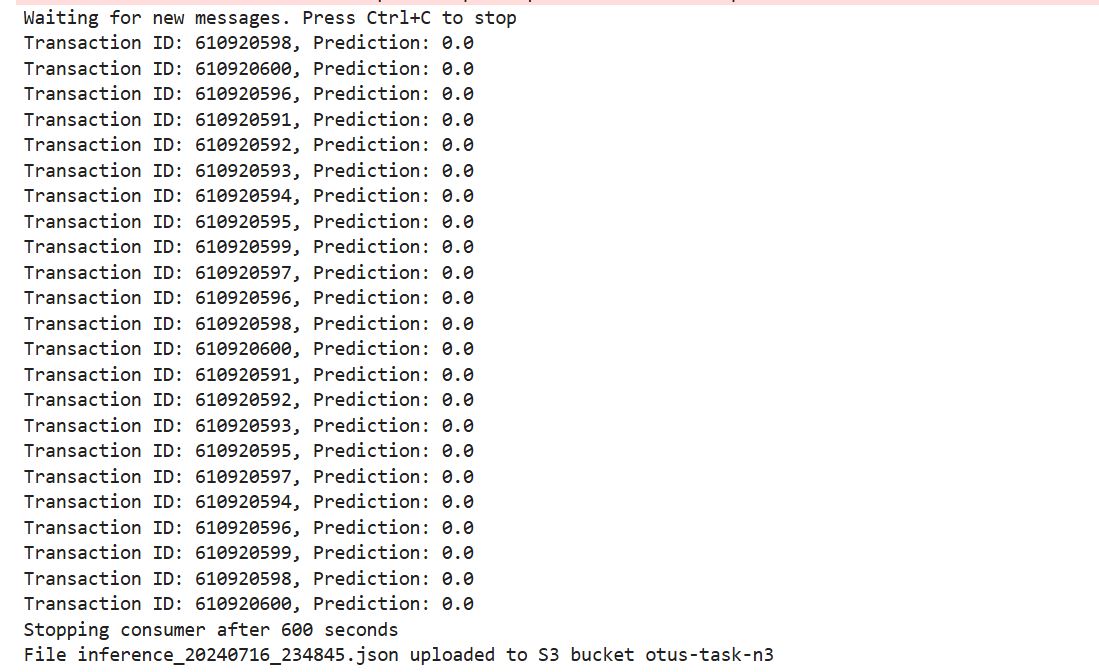 Waiting for new messages. Press Ctrl+C to stop
Transaction ID: 610920598, Prediction: 0.0
Transaction ID: 610920600, Prediction: 0.0
Transaction ID: 610920596, Prediction: 0.0
Transaction ID: 610920591, Prediction: 0.0
Transaction ID: 610920592, Prediction: 0.0
Transaction ID: 610920593, Prediction: 0.0
Transaction ID: 610920594, Prediction: 0.0
Transaction ID: 610920595, Prediction: 0.0
Transaction ID: 610920599, Prediction: 0.0
Transaction ID: 610920597, Prediction: 0.0
Transaction ID: 610920596, Prediction: 0.0
Transaction ID: 610920598, Prediction: 0.0
Transaction ID: 610920600, Prediction: 0.0
Transaction ID: 610920591, Prediction: 0.0
Transaction ID: 610920592, Prediction: 0.0
Transaction ID: 610920593, Prediction: 0.0
Transaction ID: 610920595, Prediction: 0.0
Transaction ID: 610920597, Prediction: 0.0
Transaction ID: 610920594, Prediction: 0.0
Transaction ID: 610920596, Prediction: 0.0
Transaction ID: 610920599, Prediction: 0.0
Transaction ID: 610920598, Prediction: 0.0
Transaction ID: 610920600, Prediction: 0.0
Stopping consumer after 600 seconds
File inference_20240716_234845.json uploaded to S3 bucket otus-task-n3